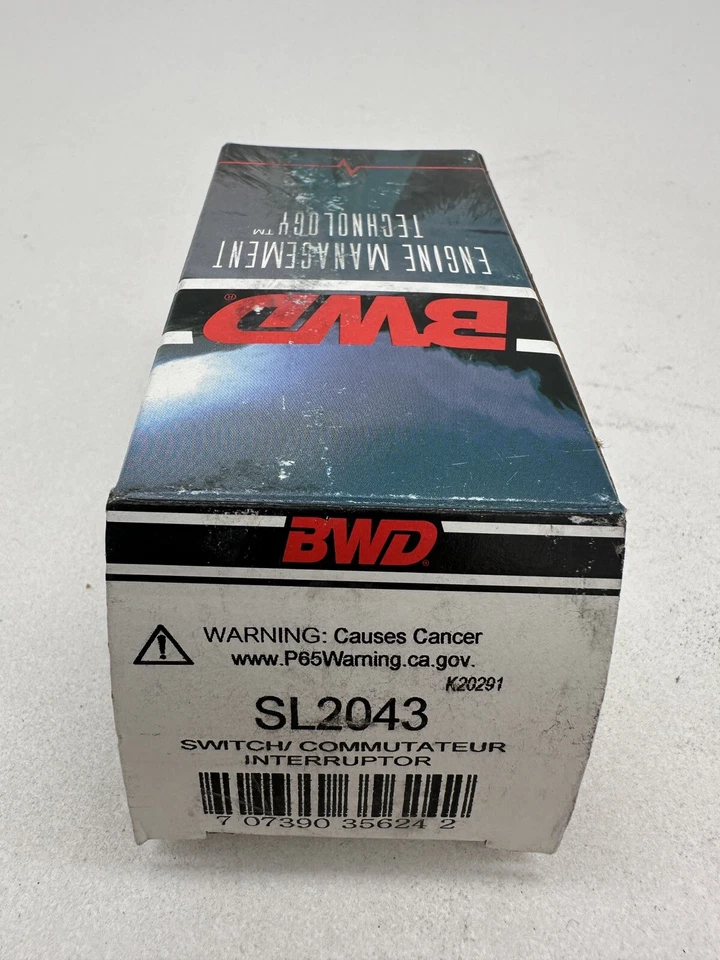 ENGINE MANAGEMENT
TECHNOLOGY™
BWD®
BWD®
WARNING: Causes Cancer
www.P65Warning.ca.gov.
K20291
SL2043
SWITCH/ COMMUTATEUR
INTERRUPTOR
7 07390 35624 2